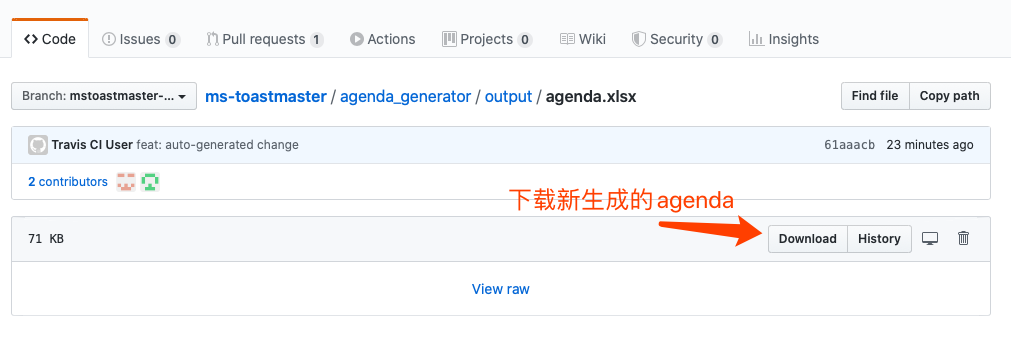 Code Issues 0 Pull requests 1 Actions Projects 0 Wiki Security 0 Insights
Branch: mstoastmaster-... ms-toastmaster / agenda_generator / output / agenda.xlsx Find file Copy path
Travis CI User feat: auto-generated change 61aaacb 23 minutes ago
2 contributors
下载新生成的agenda
71 KB Download History
View raw